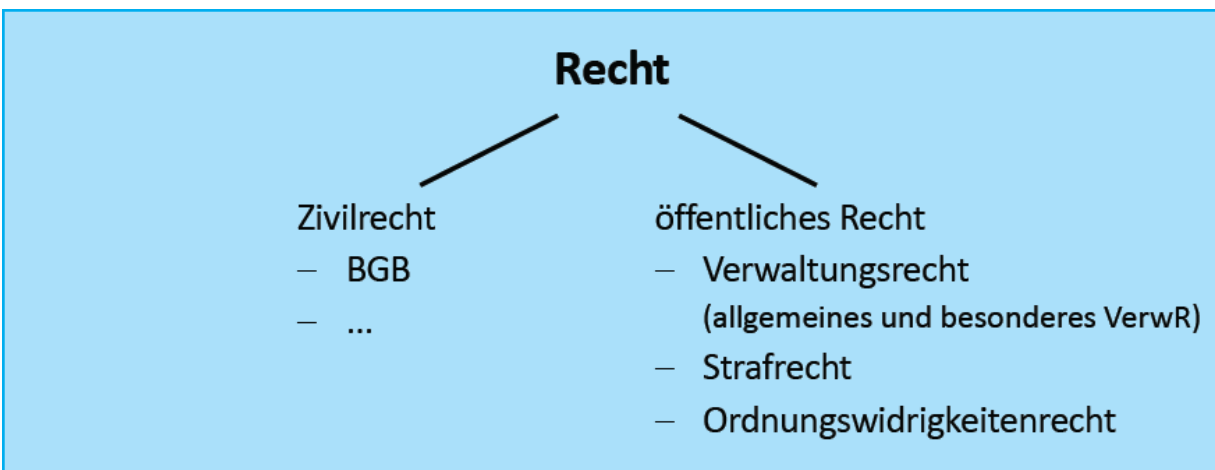 Recht
Zivilrecht
– BGB
– ...
öffentliches Recht
– Verwaltungsrecht
(allgemeines und besonderes VerwR)
– Strafrecht
– Ordnungswidrigkeitenrecht